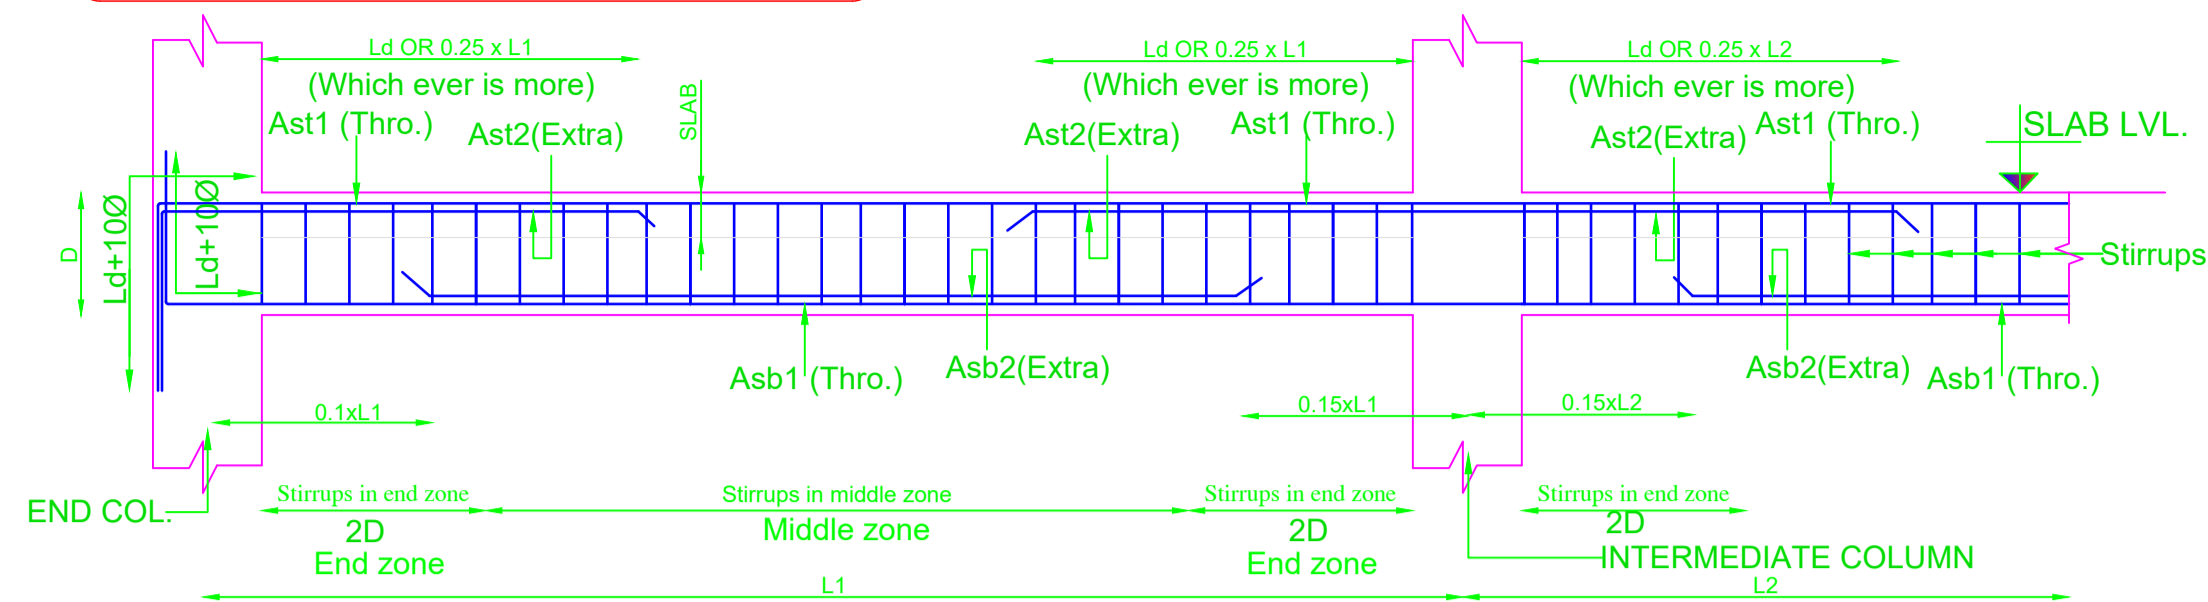 Ld OR 0.25 x L1
(Which ever is more)
Ast1 (Thro.)
Ast2(Extra)
SLAB
Ld OR 0.25 x L1
(Which ever is more)
Ast2(Extra)
Ast1 (Thro.)
Ld OR 0.25 x L2
(Which ever is more)
Ast2(Extra)
Ast1 (Thro.)
SLAB LVL.
D
Ld+10Ø
Ld+10Ø
Stirrups
Asb1 (Thro.)
Asb2(Extra)
Asb2(Extra)
Asb1 (Thro.)
0.1xL1
0.15xL1
0.15xL2
END COL.
Stirrups in end zone
2D
End zone
Stirrups in middle zone
Middle zone
Stirrups in end zone
2D
End zone
Stirrups in end zone
2D
INTERMEDIATE COLUMN
L1
L2